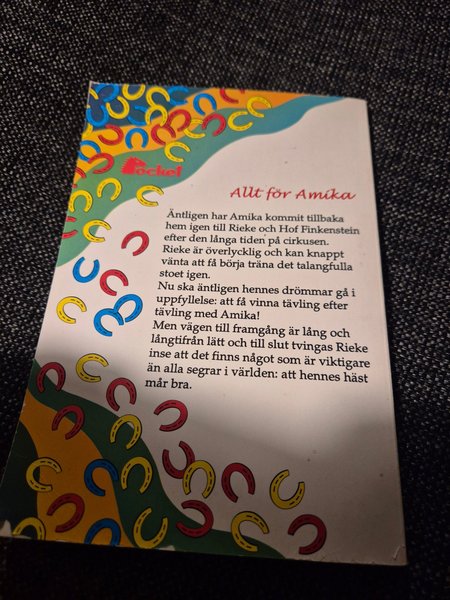 Pocket
Allt för Amika
Äntligen har Amika kommit tillbaka
hem igen till Rieke och Hof Finkenstein
efter den långa tiden på cirkusen.
Rieke är överlycklig och kan knappt
vänta att få börja träna det talangfulla
stoet igen.
Nu ska äntligen hennes drömmar gå i
uppfyllelse: att få vinna tävling efter
tävling med Amika!
Men vägen till framgång är lång och
långtifrån lätt och till slut tvingas Rieke
inse att det finns något som är viktigare
än alla segrar i världen: att hennes häst
mår bra.